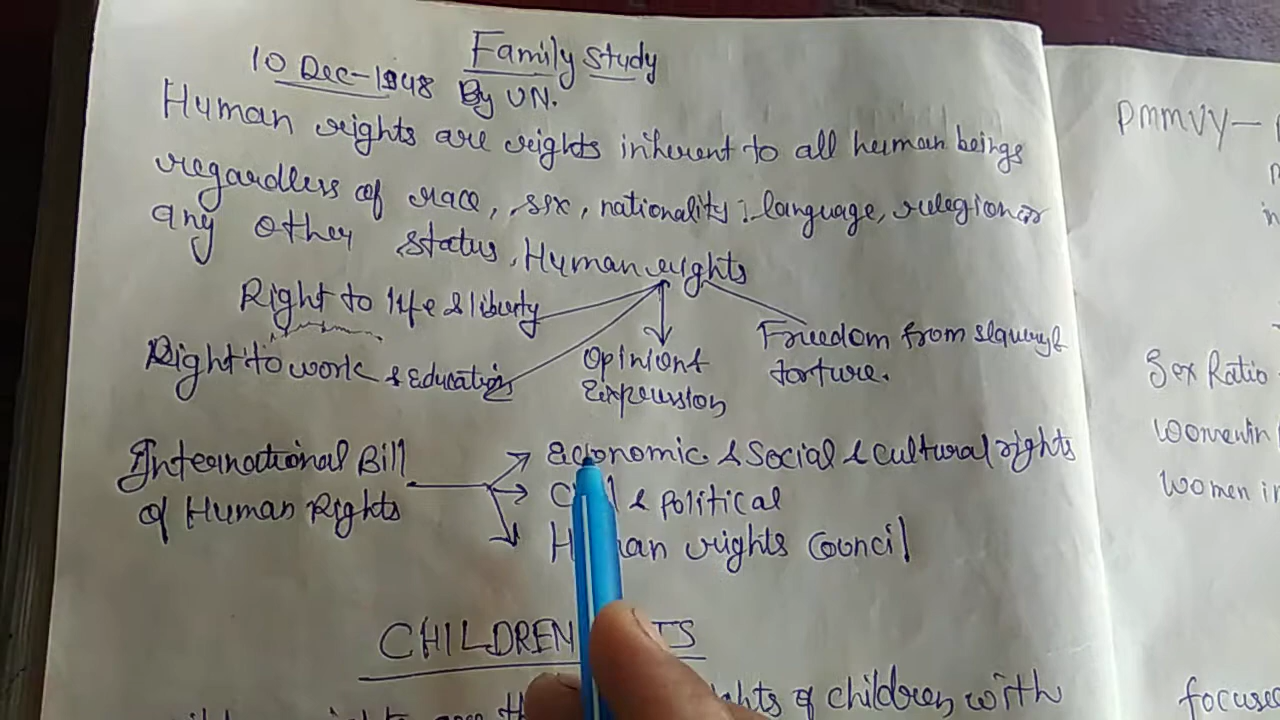 Family Study
10 Dec-1948 By UN.
Human rights are rights inherent to all human beings
regardless of race, sex, nationality, language, relegion or
any other status. Human rights
Right to life & liberty
Right to work & Education
Opinion &
Expression
Freedom from slavery &
torture.
International Bill
of Human Rights
Economic & Social & Cultural rights
& Political
rights Council
CHILDREN
of children with
PMMVY-
in
Sex Ratio
Women in
Women in
focused